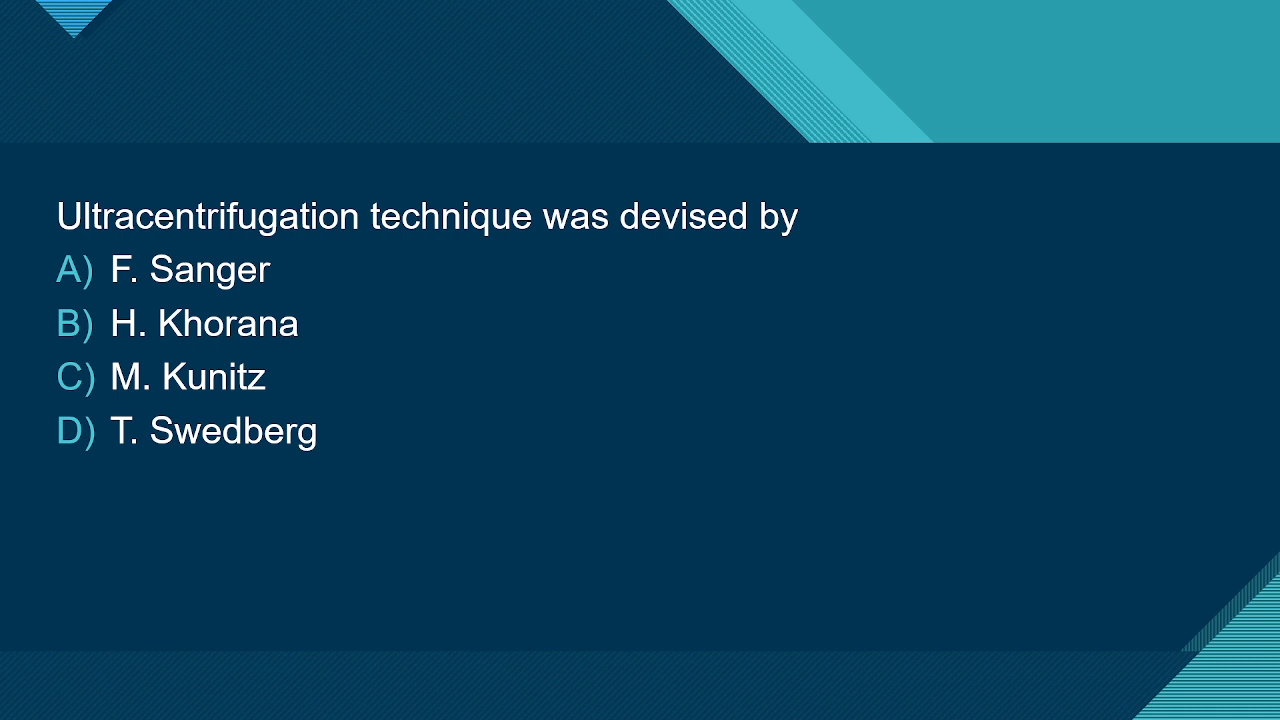 Ultracentrifugation technique was devised by
A) F. Sanger
B) H. Khorana
C) M. Kunitz
D) T. Swedberg